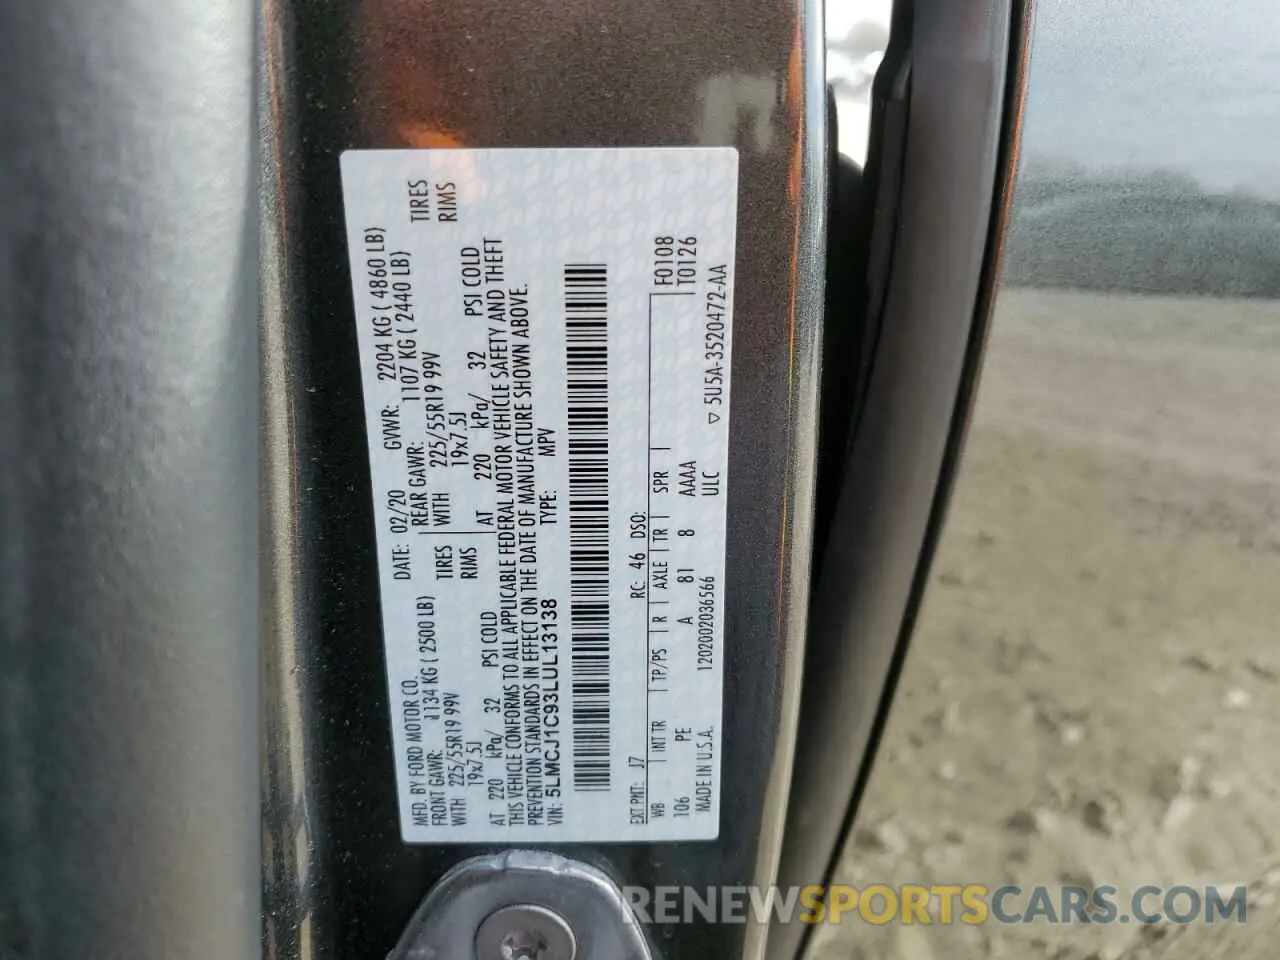 MFD. BY FORD MOTOR CO. DATE: 02/20 GVWR: 2204 KG ( 4860 LB)
FRONT GAWR: 1134 KG ( 2500 LB) REAR GAWR: 1107 KG ( 2440 LB)
WITH 225/55R19 99V TIRES WITH 225/55R19 99V TIRES
19x7.5J RIMS 19x7.5J RIMS
AT 220 kPa/ 32 PSI COLD AT 220 kPa/ 32 PSI COLD
THIS VEHICLE CONFORMS TO ALL APPLICABLE FEDERAL MOTOR VEHICLE SAFETY AND THEFT
PREVENTION STANDARDS IN EFFECT ON THE DATE OF MANUFACTURE SHOWN ABOVE.
VIN: 5LMCJ1C93LUL13138 TYPE: MPV
EXT PNT: J7 RC: 46 DSO:
WB INT TR TP/PS R AXLE TR SPR F0108
106 PE A 81 8 AAAA T0126
MADE IN U.S.A. 1202002036566 ULC
▽ 5U5A-3520472-AA
RENEWSPORTSCARS.COM